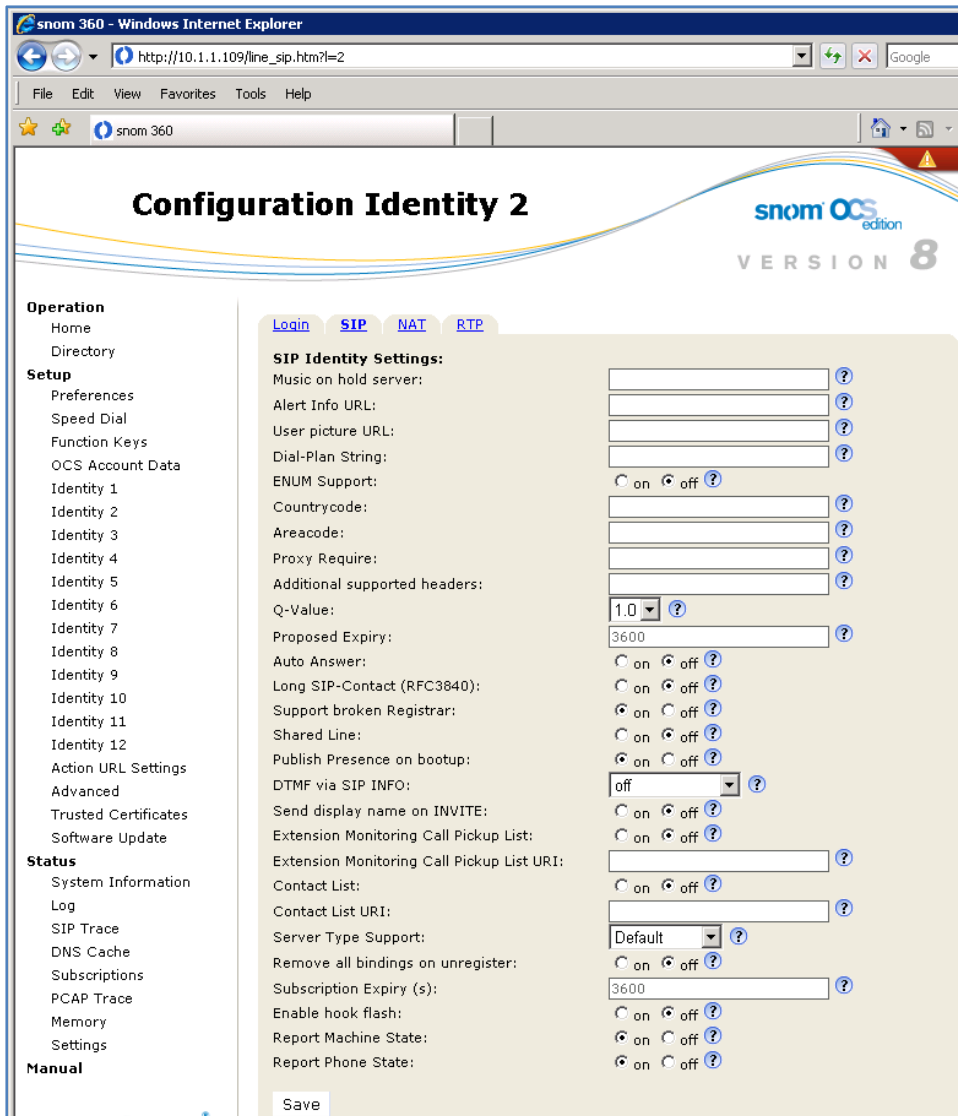 snom 360 - Windows Internet Explorer
http://10.1.1.109/line_sip.htm?l=2
Google
File Edit View Favorites Tools Help
snom 360
Configuration Identity 2
snom OCS edition
VERSION 8
Operation
Home
Directory
Setup
Preferences
Speed Dial
Function Keys
OCS Account Data
Identity 1
Identity 2
Identity 3
Identity 4
Identity 5
Identity 6
Identity 7
Identity 8
Identity 9
Identity 10
Identity 11
Identity 12
Action URL Settings
Advanced
Trusted Certificates
Software Update
Status
System Information
Log
SIP Trace
DNS Cache
Subscriptions
PCAP Trace
Memory
Settings
Manual
Login SIP NAT RTP
SIP Identity Settings:
Music on hold server: ?
Alert Info URL: ?
User picture URL: ?
Dial-Plan String: ?
ENUM Support: on off ?
Countrycode: ?
Areacode: ?
Proxy Require: ?
Additional supported headers: ?
Q-Value: 1.0 ?
Proposed Expiry: 3600 ?
Auto Answer: on off ?
Long SIP-Contact (RFC3840): on off ?
Support broken Registrar: on off ?
Shared Line: on off ?
Publish Presence on bootup: on off ?
DTMF via SIP INFO: off ?
Send display name on INVITE: on off ?
Extension Monitoring Call Pickup List: on off ?
Extension Monitoring Call Pickup List URI: ?
Contact List: on off ?
Contact List URI: ?
Server Type Support: Default ?
Remove all bindings on unregister: on off ?
Subscription Expiry (s): 3600 ?
Enable hook flash: on off ?
Report Machine State: on off ?
Report Phone State: on off ?
Save